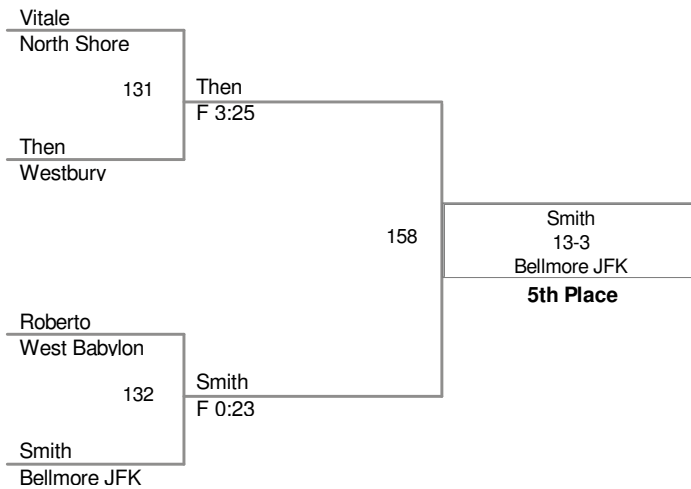 Vitale
North Shore
131
Then
F 3:25
Then
Westbury
158
Smith
13-3
Bellmore JFK
5th Place
Roberto
West Babylon
132
Smith
F 0:23
Smith
Bellmore JFK